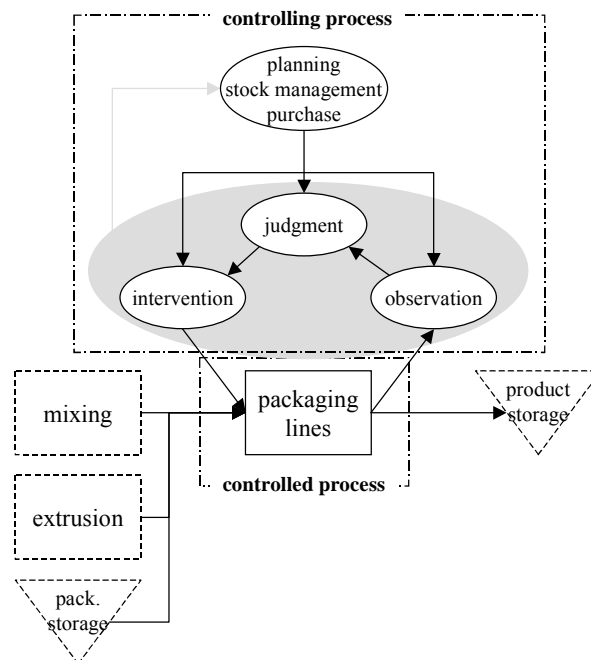 controlling process
planning
stock management
purchase
judgment
intervention
observation
mixing
packaging
lines
product
storage
controlled process
extrusion
pack.
storage